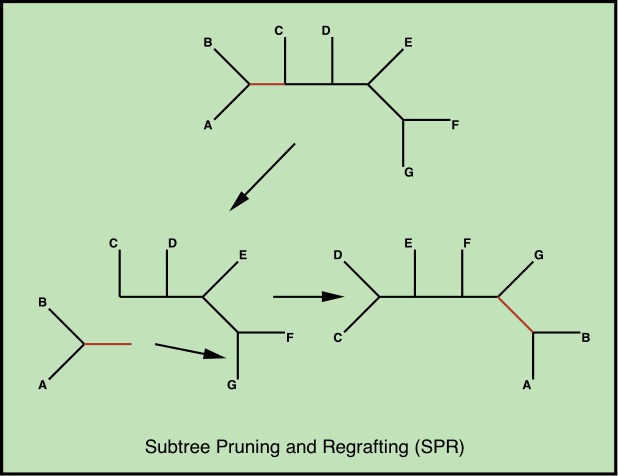 C D
B E
A F
G
C D
E
B
F
A G
D E F G
C B
A
Subtree Pruning and Regrafting (SPR)